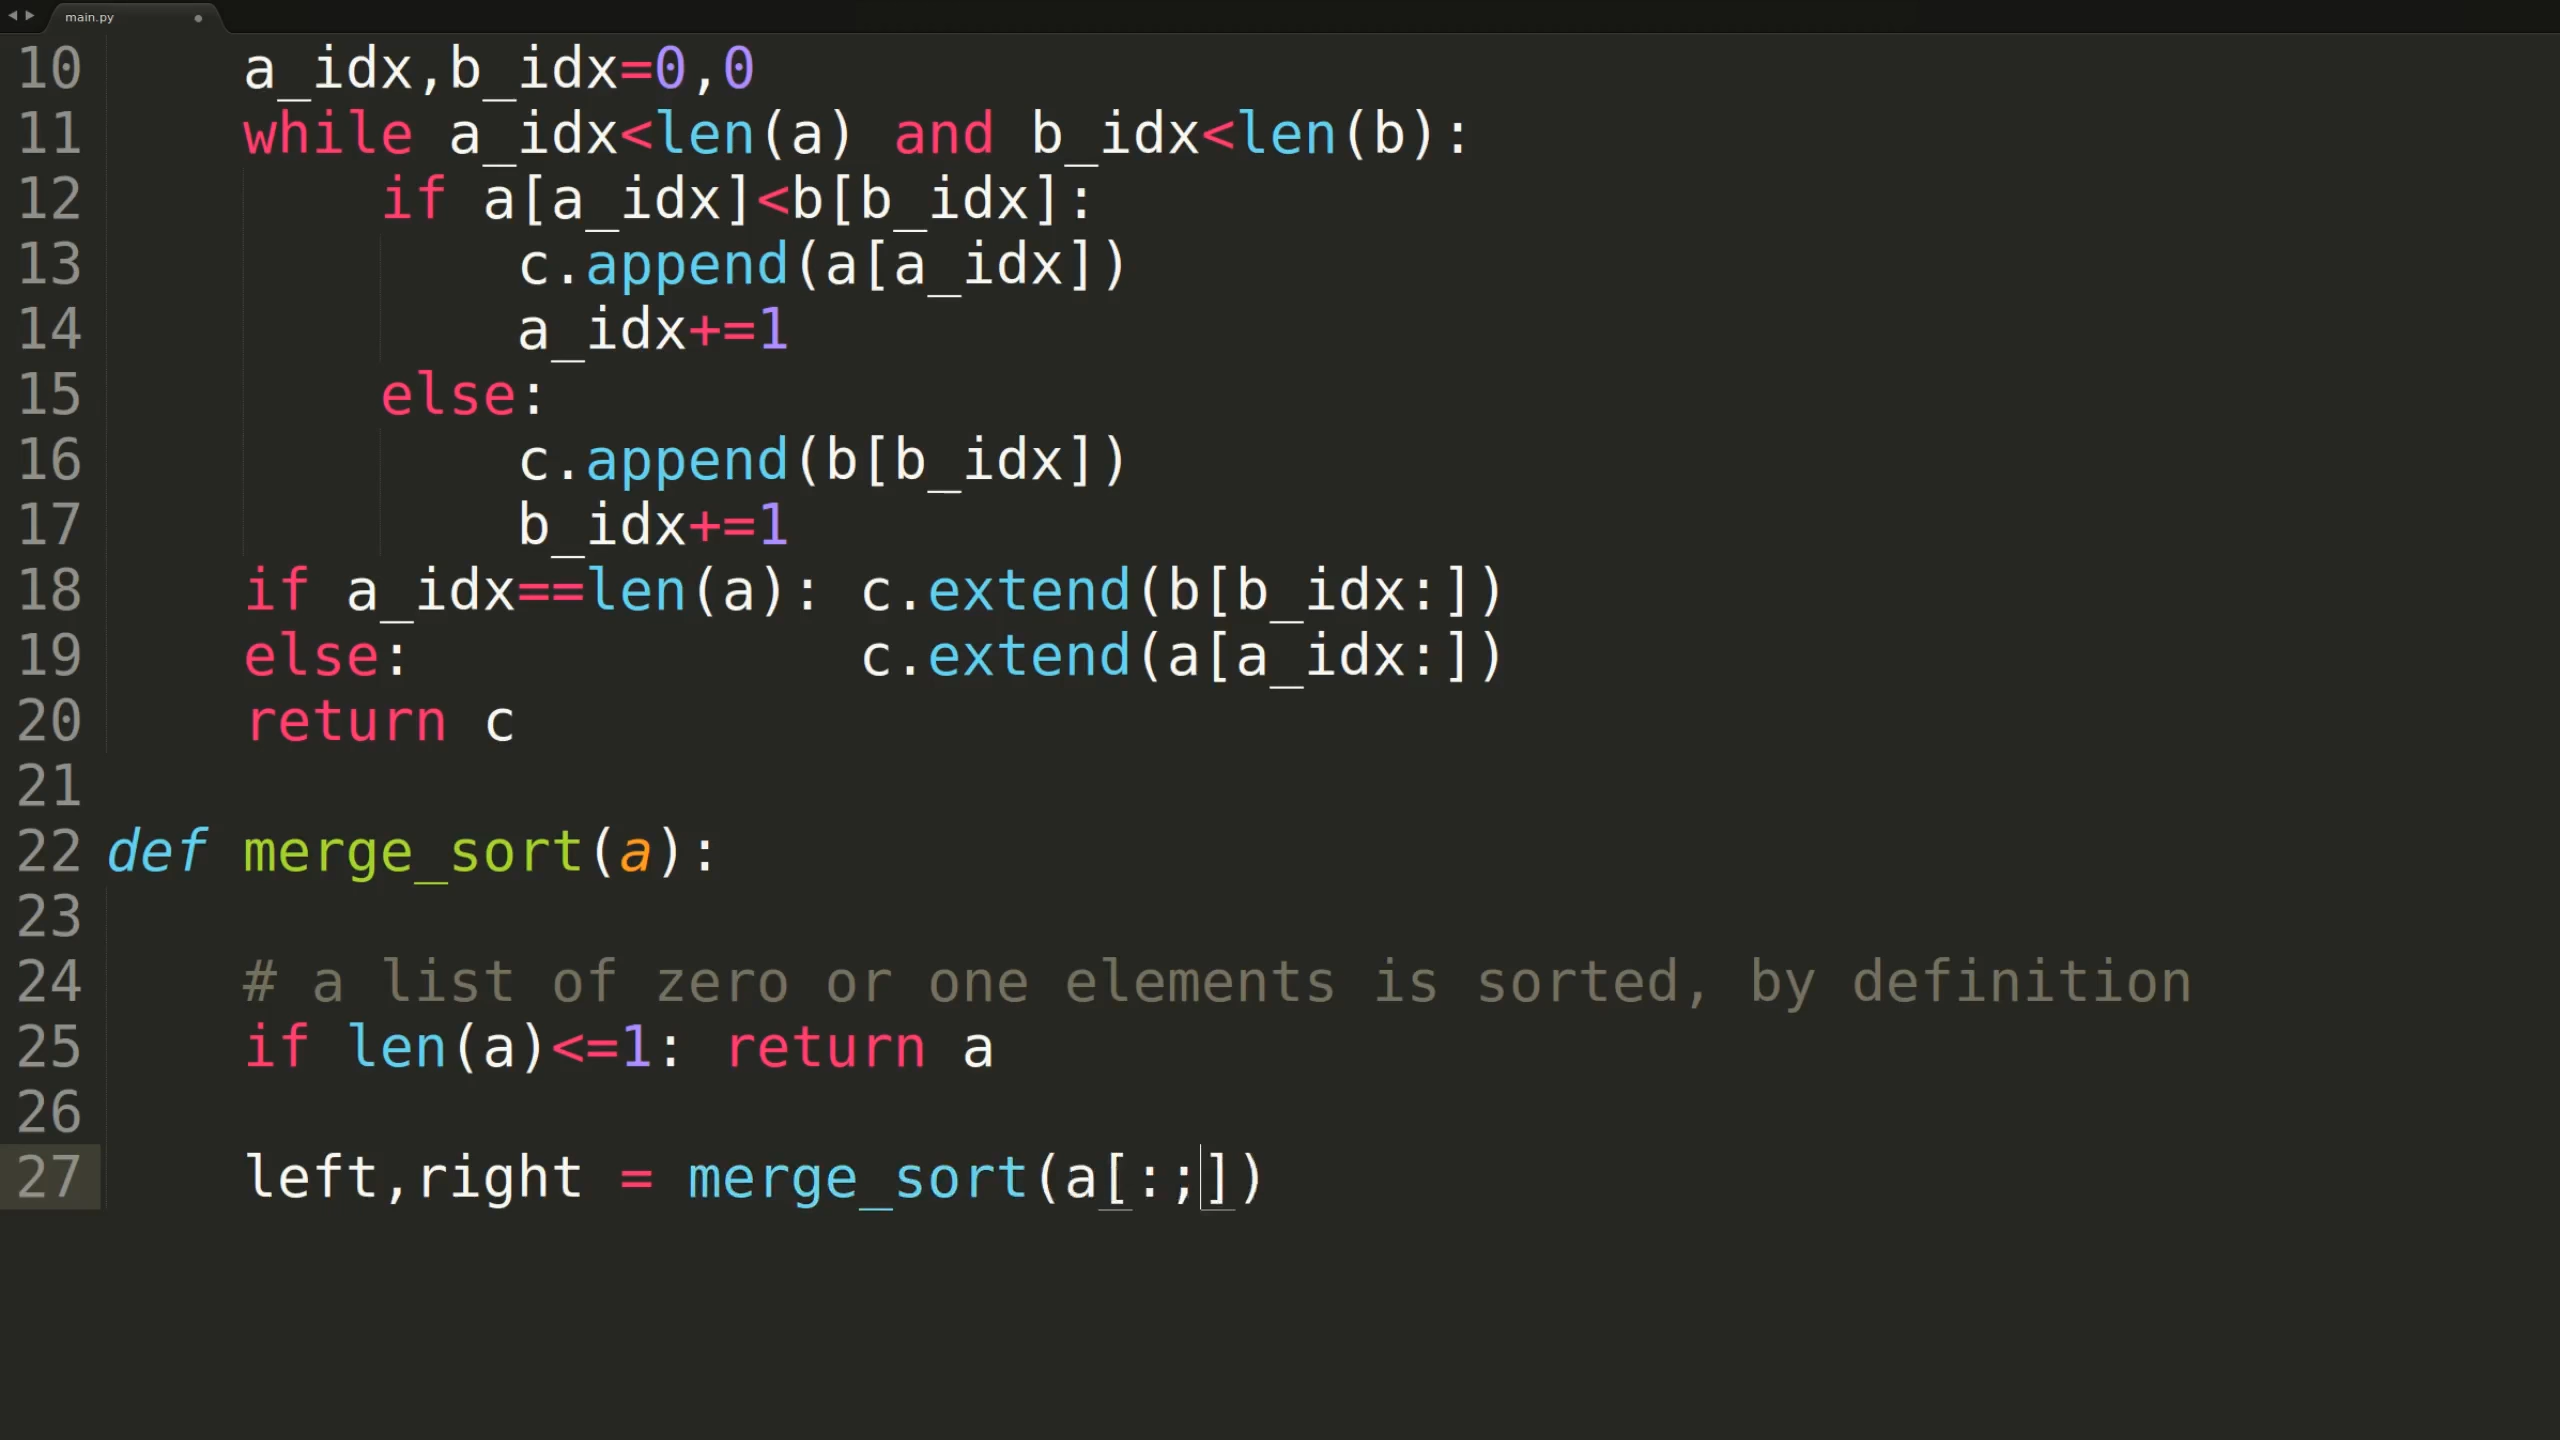 main.py
10 a_idx,b_idx=0,0
11 while a_idx<len(a) and b_idx<len(b):
12 if a[a_idx]<b[b_idx]:
13 c.append(a[a_idx])
14 a_idx+=1
15 else:
16 c.append(b[b_idx])
17 b_idx+=1
18 if a_idx==len(a): c.extend(b[b_idx:])
19 else: c.extend(a[a_idx:])
20 return c
21
22 def merge_sort(a):
23
24 # a list of zero or one elements is sorted, by definition
25 if len(a)<=1: return a
26
27 left,right = merge_sort(a[:;])